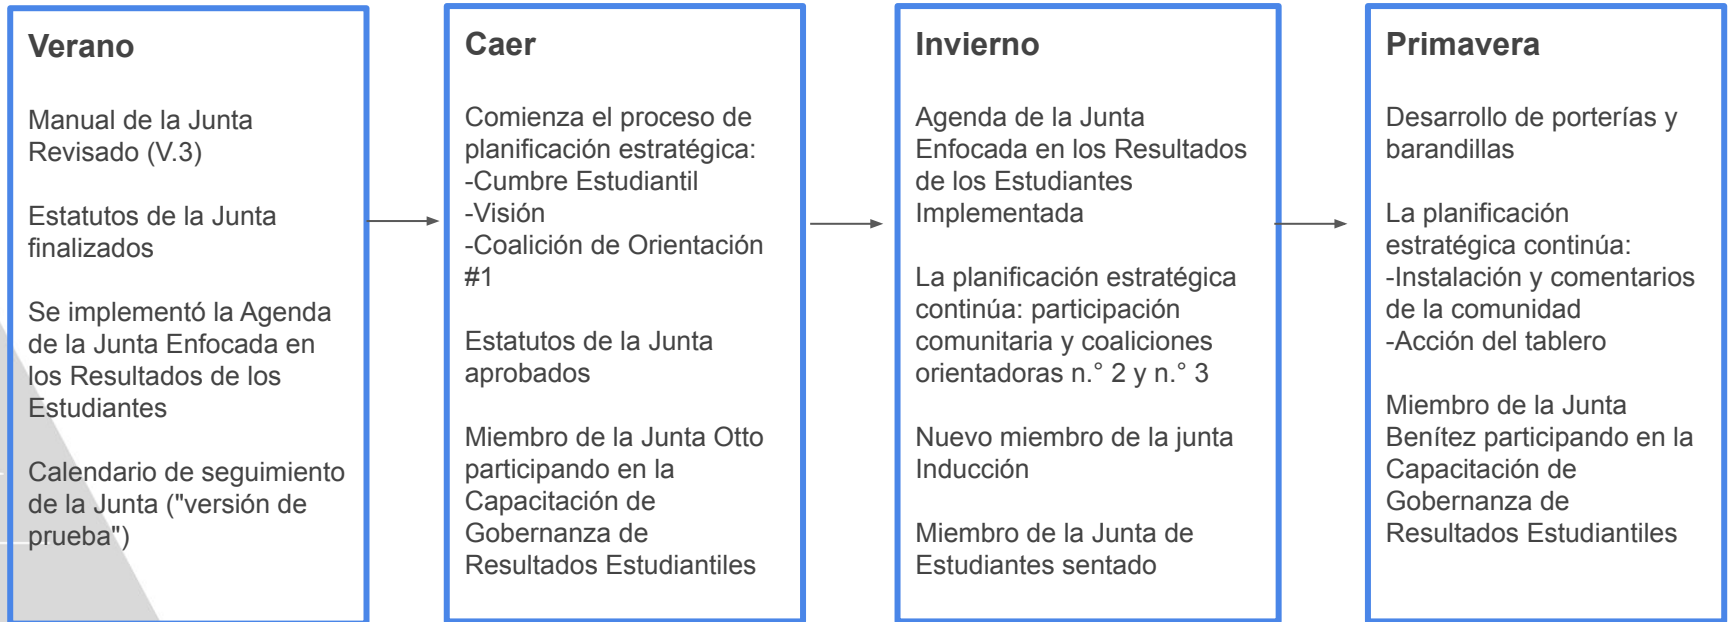 Verano
Manual de la Junta
Revisado (V.3)
Estatutos de la Junta
finalizados
Se implementó la Agenda
de la Junta Enfocada en
los Resultados de los
Estudiantes
Calendario de seguimiento
de la Junta ("versión de
prueba")
Caer
Comienza el proceso de
planificación estratégica:
-Cumbre Estudiantil
-Visión
-Coalición de Orientación
#1
Estatutos de la Junta
aprobados
Miembro de la Junta Otto
participando en la
Capacitación de
Gobernanza de
Resultados Estudiantiles
Invierno
Agenda de la Junta
Enfocada en los Resultados
de los Estudiantes
Implementada
La planificación estratégica
continúa: participación
comunitaria y coaliciones
orientadoras n.° 2 y n.° 3
Nuevo miembro de la junta
Inducción
Miembro de la Junta de
Estudiantes sentado
Primavera
Desarrollo de porterías y
barandillas
La planificación
estratégica continúa:
-Instalación y comentarios
de la comunidad
-Acción del tablero
Miembro de la Junta
Benítez participando en la
Capacitación de
Gobernanza de
Resultados Estudiantiles